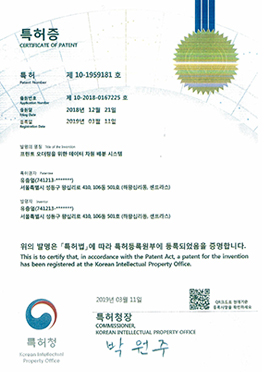 특허증
CERTIFICATE OF PATENT
특허 제 10-1959181 호
Patent Number
출원번호 제 10-2018-0167225 호
Application Number
출원일 2018년 12월 21일
Filing Date
등록일 2019년 03월 11일
Registration Date
발명의 명칭 Title of the Invention
프린트 오더링을 위한 데이터 자원 배분 시스템
특허권자 Patentee
유충열(741213-*******)
서울특별시 성동구 왕십리로 410, 106동 501호 (하왕십리동, 센트라스)
발명자 Inventor
유충열(741213-*******)
서울특별시 성동구 왕십리로 410, 106동 501호 (하왕십리동, 센트라스)
위의 발명은 「특허법」에 따라 특허등록원부에 등록되었음을 증명합니다.
This is to certify that, in accordance with the Patent Act, a patent for the invention
has been registered at the Korean Intellectual Property Office.
2019년 03월 11일
QR코드로 현재기준
등록사항을 확인하세요
특허청
Korean Intellectual
Property Office
특허청장
COMMISSIONER,
KOREAN INTELLECTUAL PROPERTY OFFICE
박원주